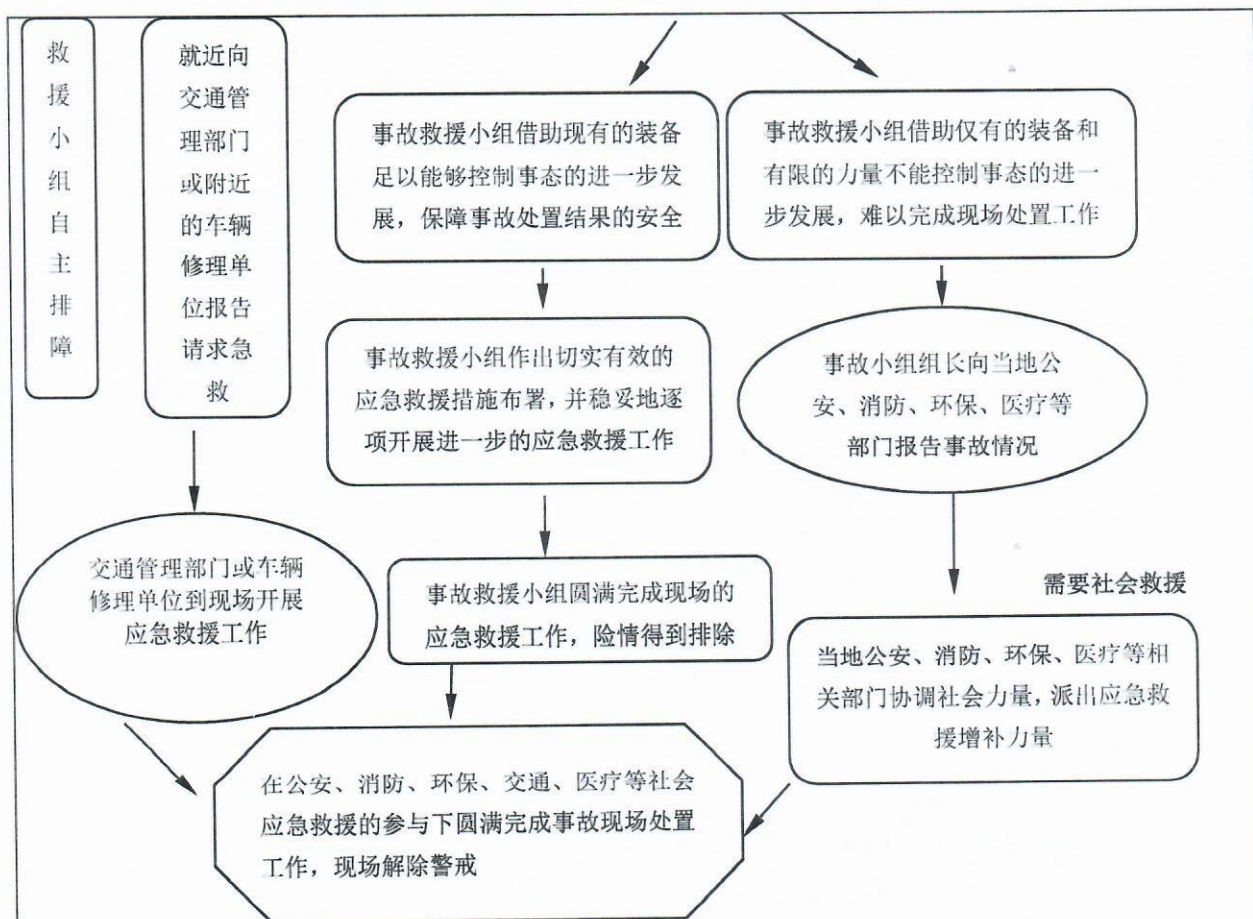 救
援
小
组
自
主
排
障
就近向
交通管
理部门
或附近
的车辆
修理单
位报告
请求急
救
事故救援小组借助现有的装备
足以能够控制事态的进一步发
展，保障事故处置结果的安全
事故救援小组借助仅有的装备和
有限的力量不能控制事态的进一
步发展，难以完成现场处置工作
事故救援小组作出切实有效的
应急救援措施布署，并稳妥地逐
项开展进一步的应急救援工作
事故小组组长向当地公
安、消防、环保、医疗等
部门报告事故情况
交通管理部门或车辆
修理单位到现场开展
应急救援工作
事故救援小组圆满完成现场的
应急救援工作，险情得到排除
需要社会救援
当地公安、消防、环保、医疗等相
关部门协调社会力量，派出应急救
援增补力量
在公安、消防、环保、交通、医疗等社会
应急救援的参与下圆满完成事故现场处置
工作，现场解除警戒